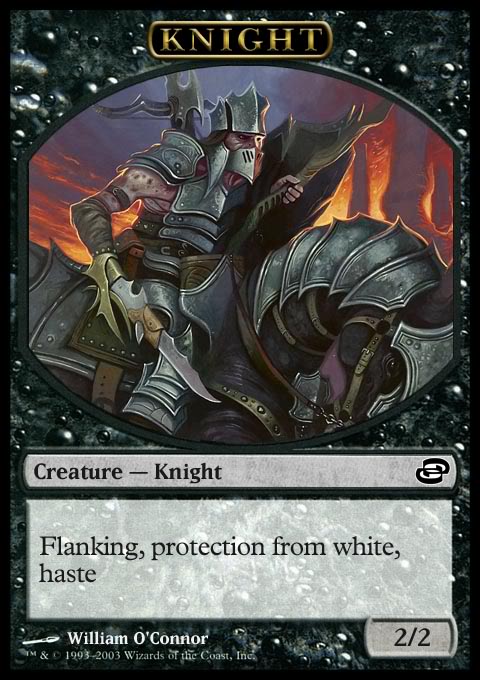 KNIGHT
Creature — Knight
Flanking, protection from white,
haste
William O'Connor
2/2
™ & © 1993–2003 Wizards of the Coast, Inc.